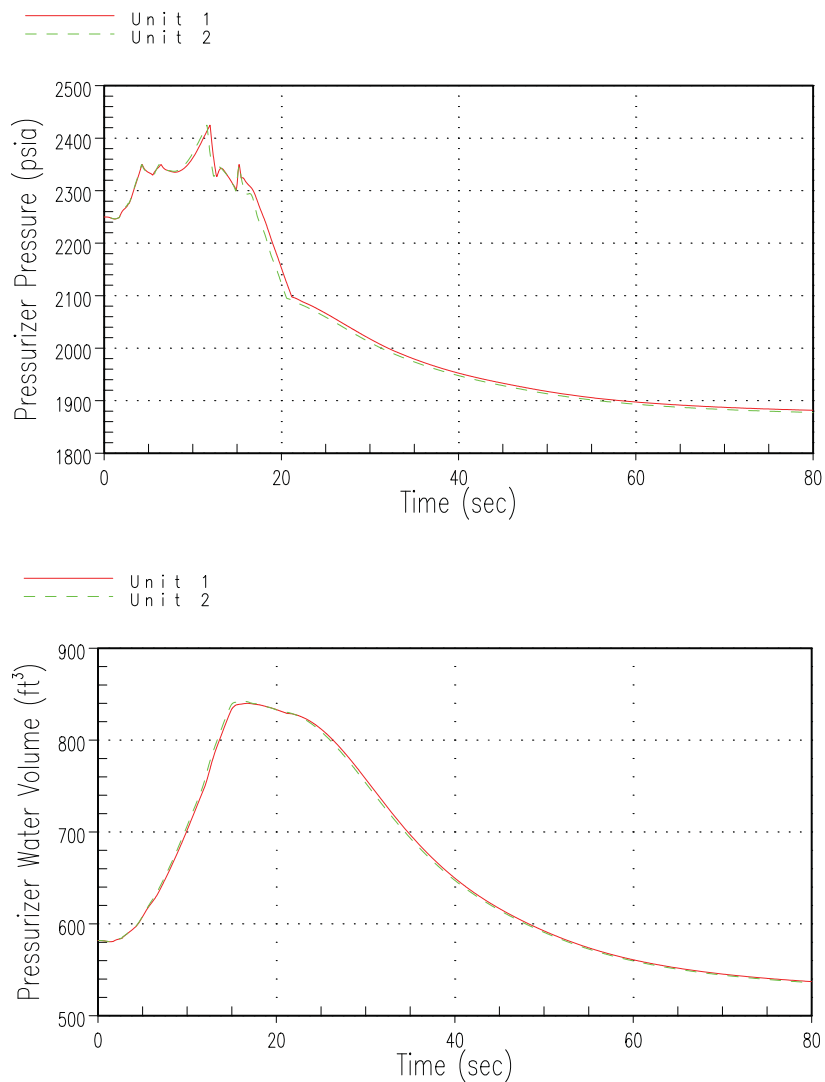 Unit 1
Unit 2
Pressurizer Pressure (psia)
2500
2400
2300
2200
2100
2000
1900
1800
0 20 40 60 80
Time (sec)
Unit 1
Unit 2
Pressurizer Water Volume (ft³)
900
800
700
600
500
0 20 40 60 80
Time (sec)